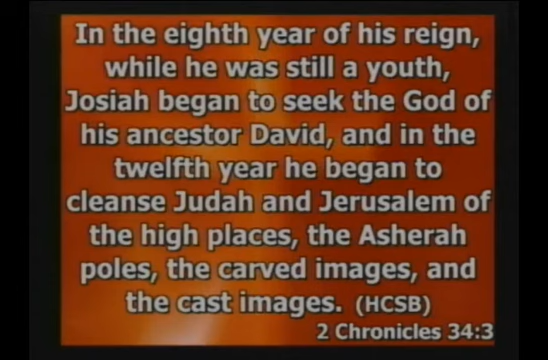 In the eighth year of his reign,
while he was still a youth,
Josiah began to seek the God of
his ancestor David, and in the
twelfth year he began to
cleanse Judah and Jerusalem of
the high places, the Asherah
poles, the carved images, and
the cast images. (HCSB)
2 Chronicles 34:3